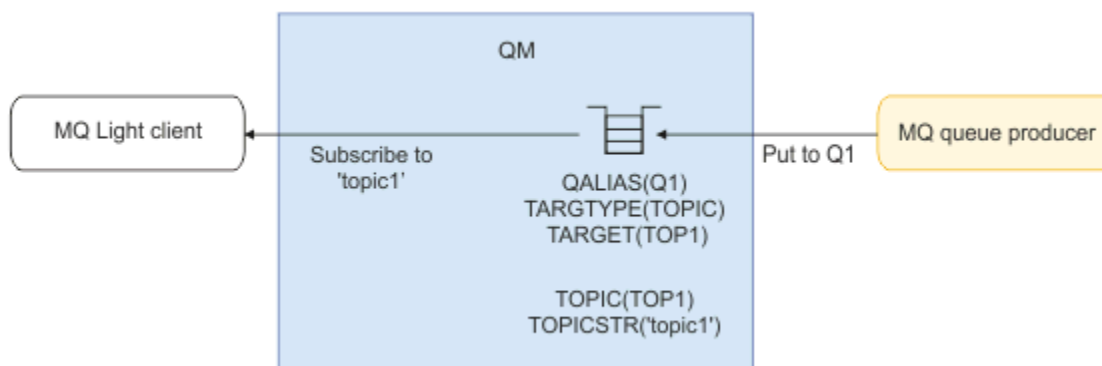 QM
MQ Light client
MQ queue producer
Subscribe to
'topic1'
Put to Q1
QALIAS(Q1)
TARGTYPE(TOPIC)
TARGET(TOP1)
TOPIC(TOP1)
TOPICSTR('topic1')